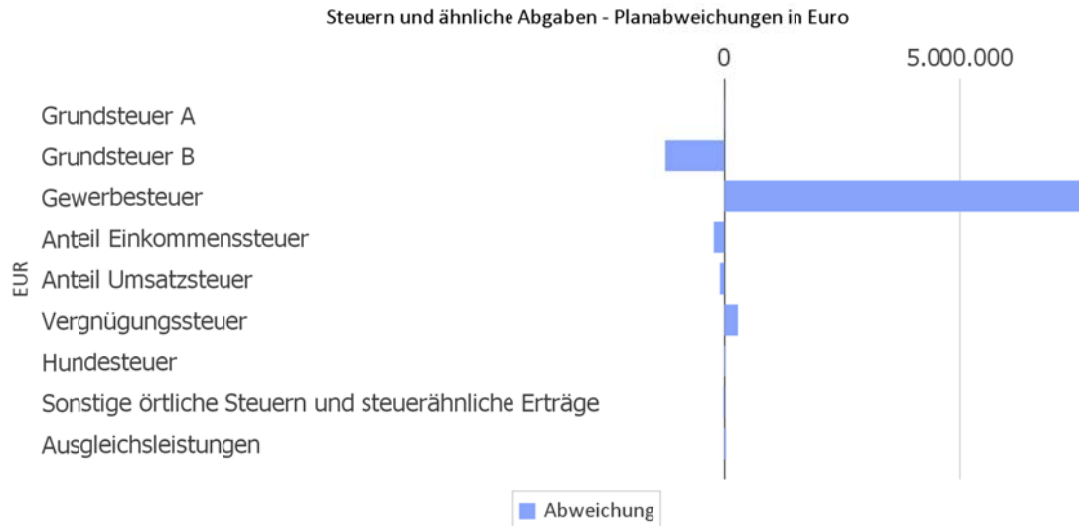 Steuern und ähnliche Abgaben - Planabweichungen in Euro
0 5.000.000
Grundsteuer A
Grundsteuer B
Gewerbesteuer
Anteil Einkommenssteuer
Anteil Umsatzsteuer
Vergnügungssteuer
Hundesteuer
Sonstige örtliche Steuern und steuerähnliche Erträge
Ausgleichsleistungen
EUR
Abweichung